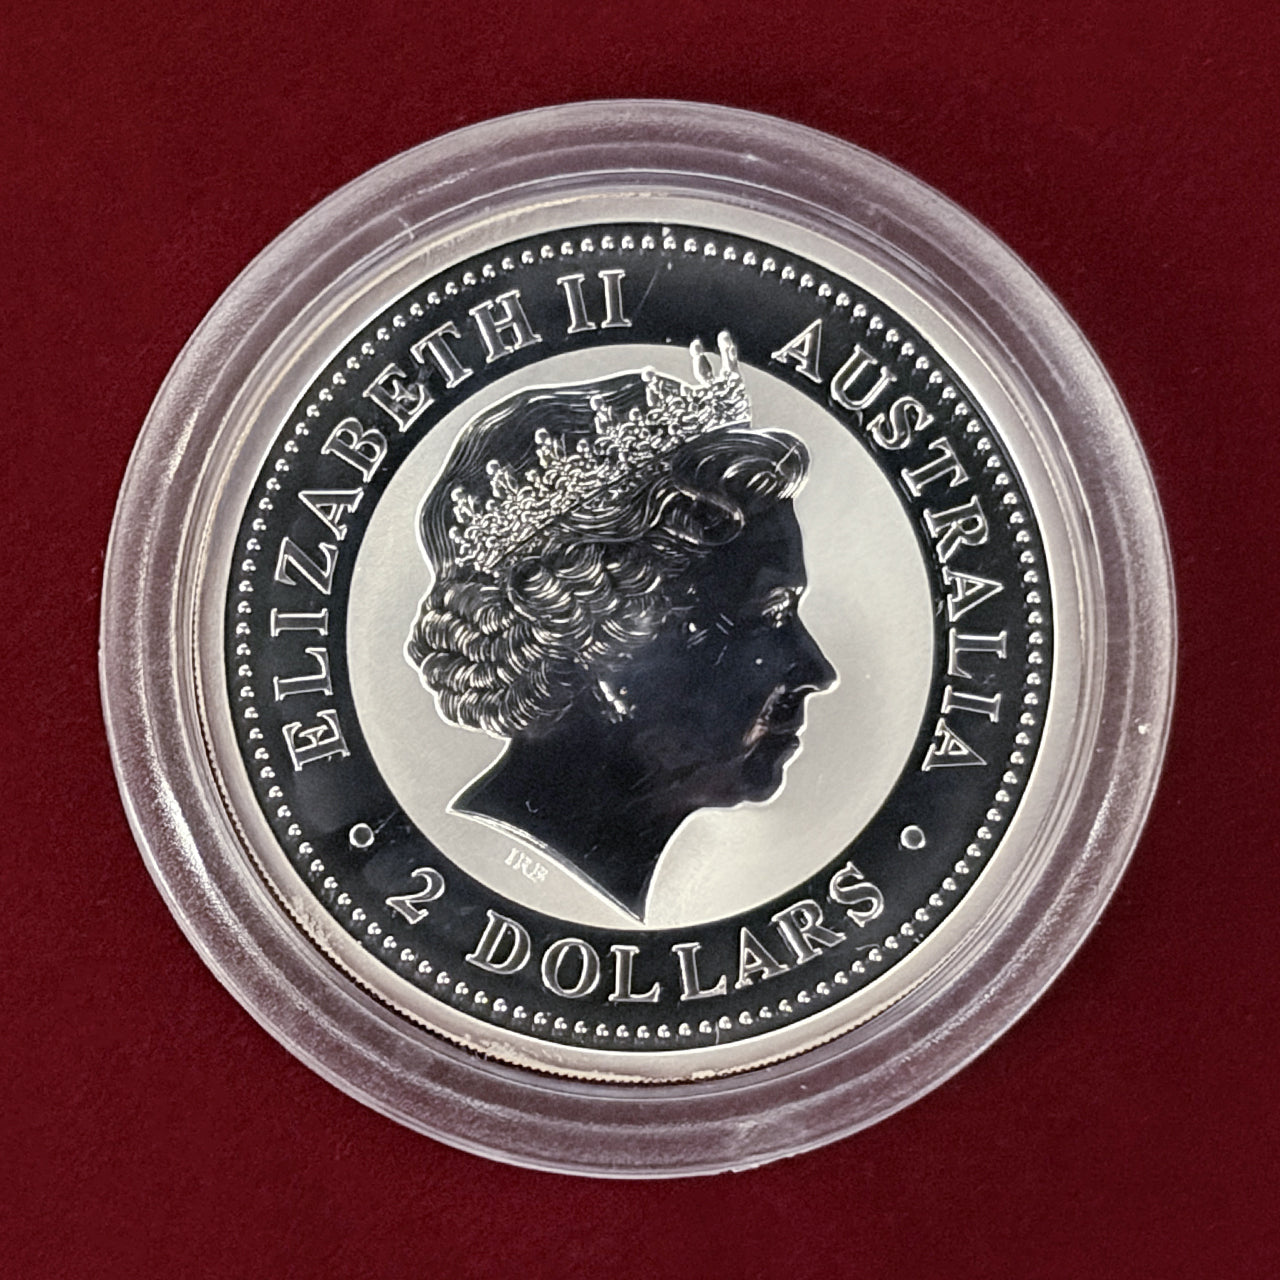 ELIZABETH II AUSTRALIA
2 DOLLARS
IRB